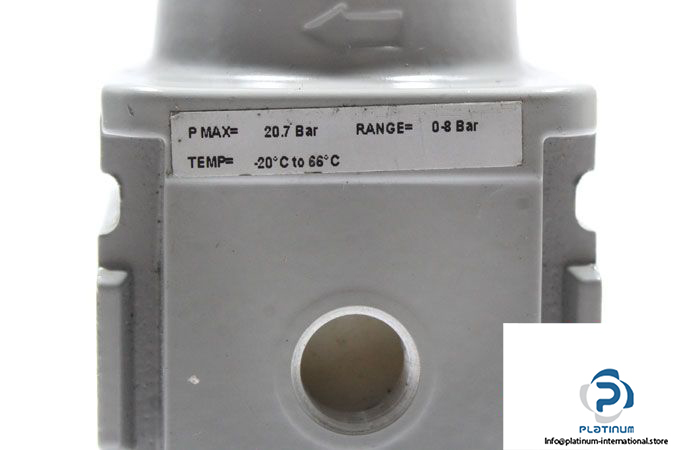 P MAX= 20.7 Bar RANGE= 0-8 Bar
TEMP= -20°C to 66°C
PLATINUM
Info@platinum-international.store